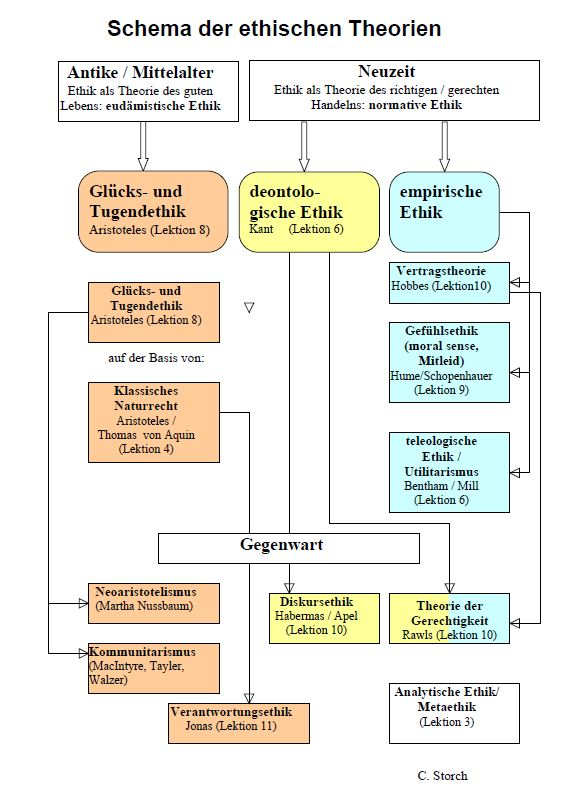 Schema der ethischen Theorien
Antike / Mittelalter
Ethik als Theorie des guten
Lebens: eudämistische Ethik
Neuzeit
Ethik als Theorie des richtigen / gerechten
Handelns: normative Ethik
Glücks- und
Tugendethik
Aristoteles (Lektion 8)
deontolo-
gische Ethik
Kant (Lektion 6)
empirische
Ethik
Glücks- und
Tugendethik
Aristoteles (Lektion 8)
auf der Basis von:
Klassisches
Naturrecht
Aristoteles /
Thomas von Aquin
(Lektion 4)
Vertragstheorie
Hobbes (Lektion10)
Gefühlsethik
(moral sense,
Mitleid)
Hume/Schopenhauer
(Lektion 9)
teleologische
Ethik /
Utilitarismus
Bentham / Mill
(Lektion 6)
Gegenwart
Neoaristotelismus
(Martha Nussbaum)
Kommunitarismus
(MacIntyre, Tayler,
Walzer)
Verantwortungsethik
Jonas (Lektion 11)
Diskursethik
Habermas / Apel
(Lektion 10)
Theorie der
Gerechtigkeit
Rawls (Lektion 10)
Analytische Ethik/
Metaethik
(Lektion 3)
C. Storch